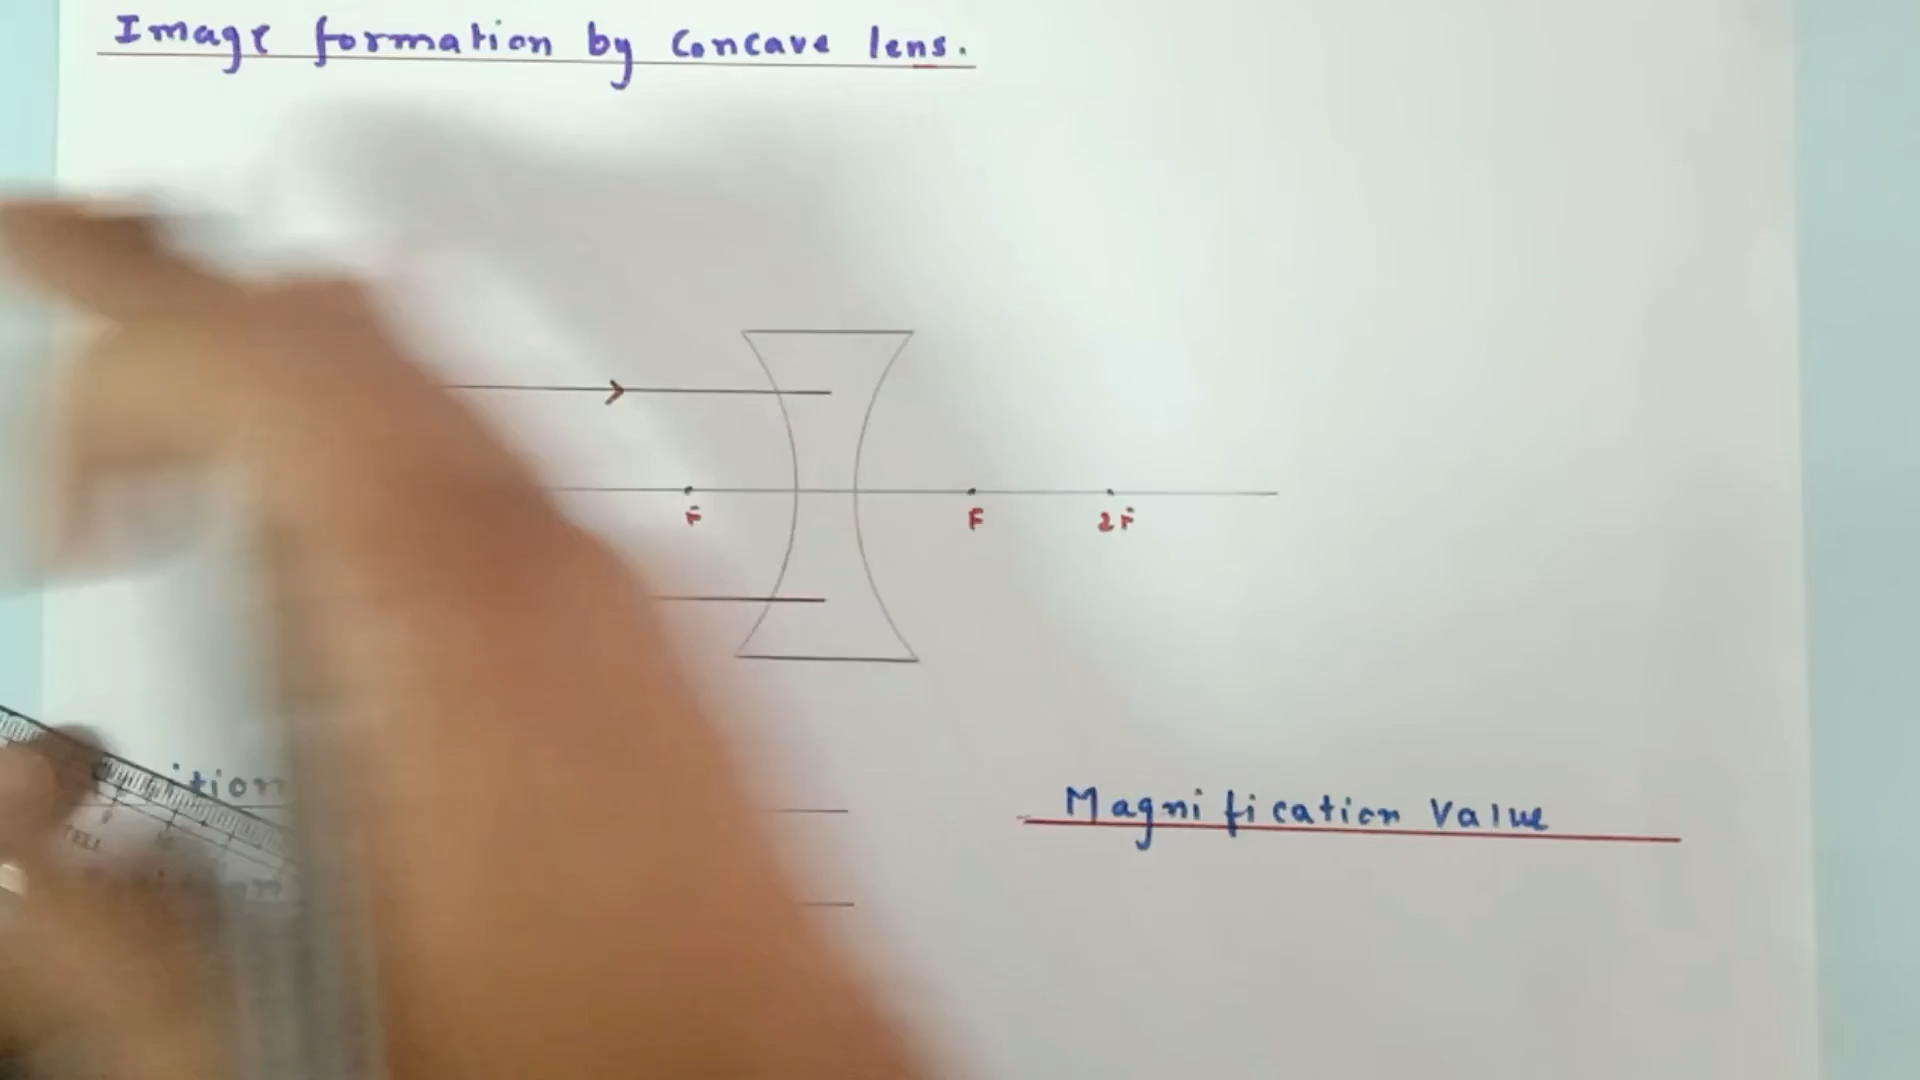 Image formation by Concave lens.
F F 2F
Magnification Value